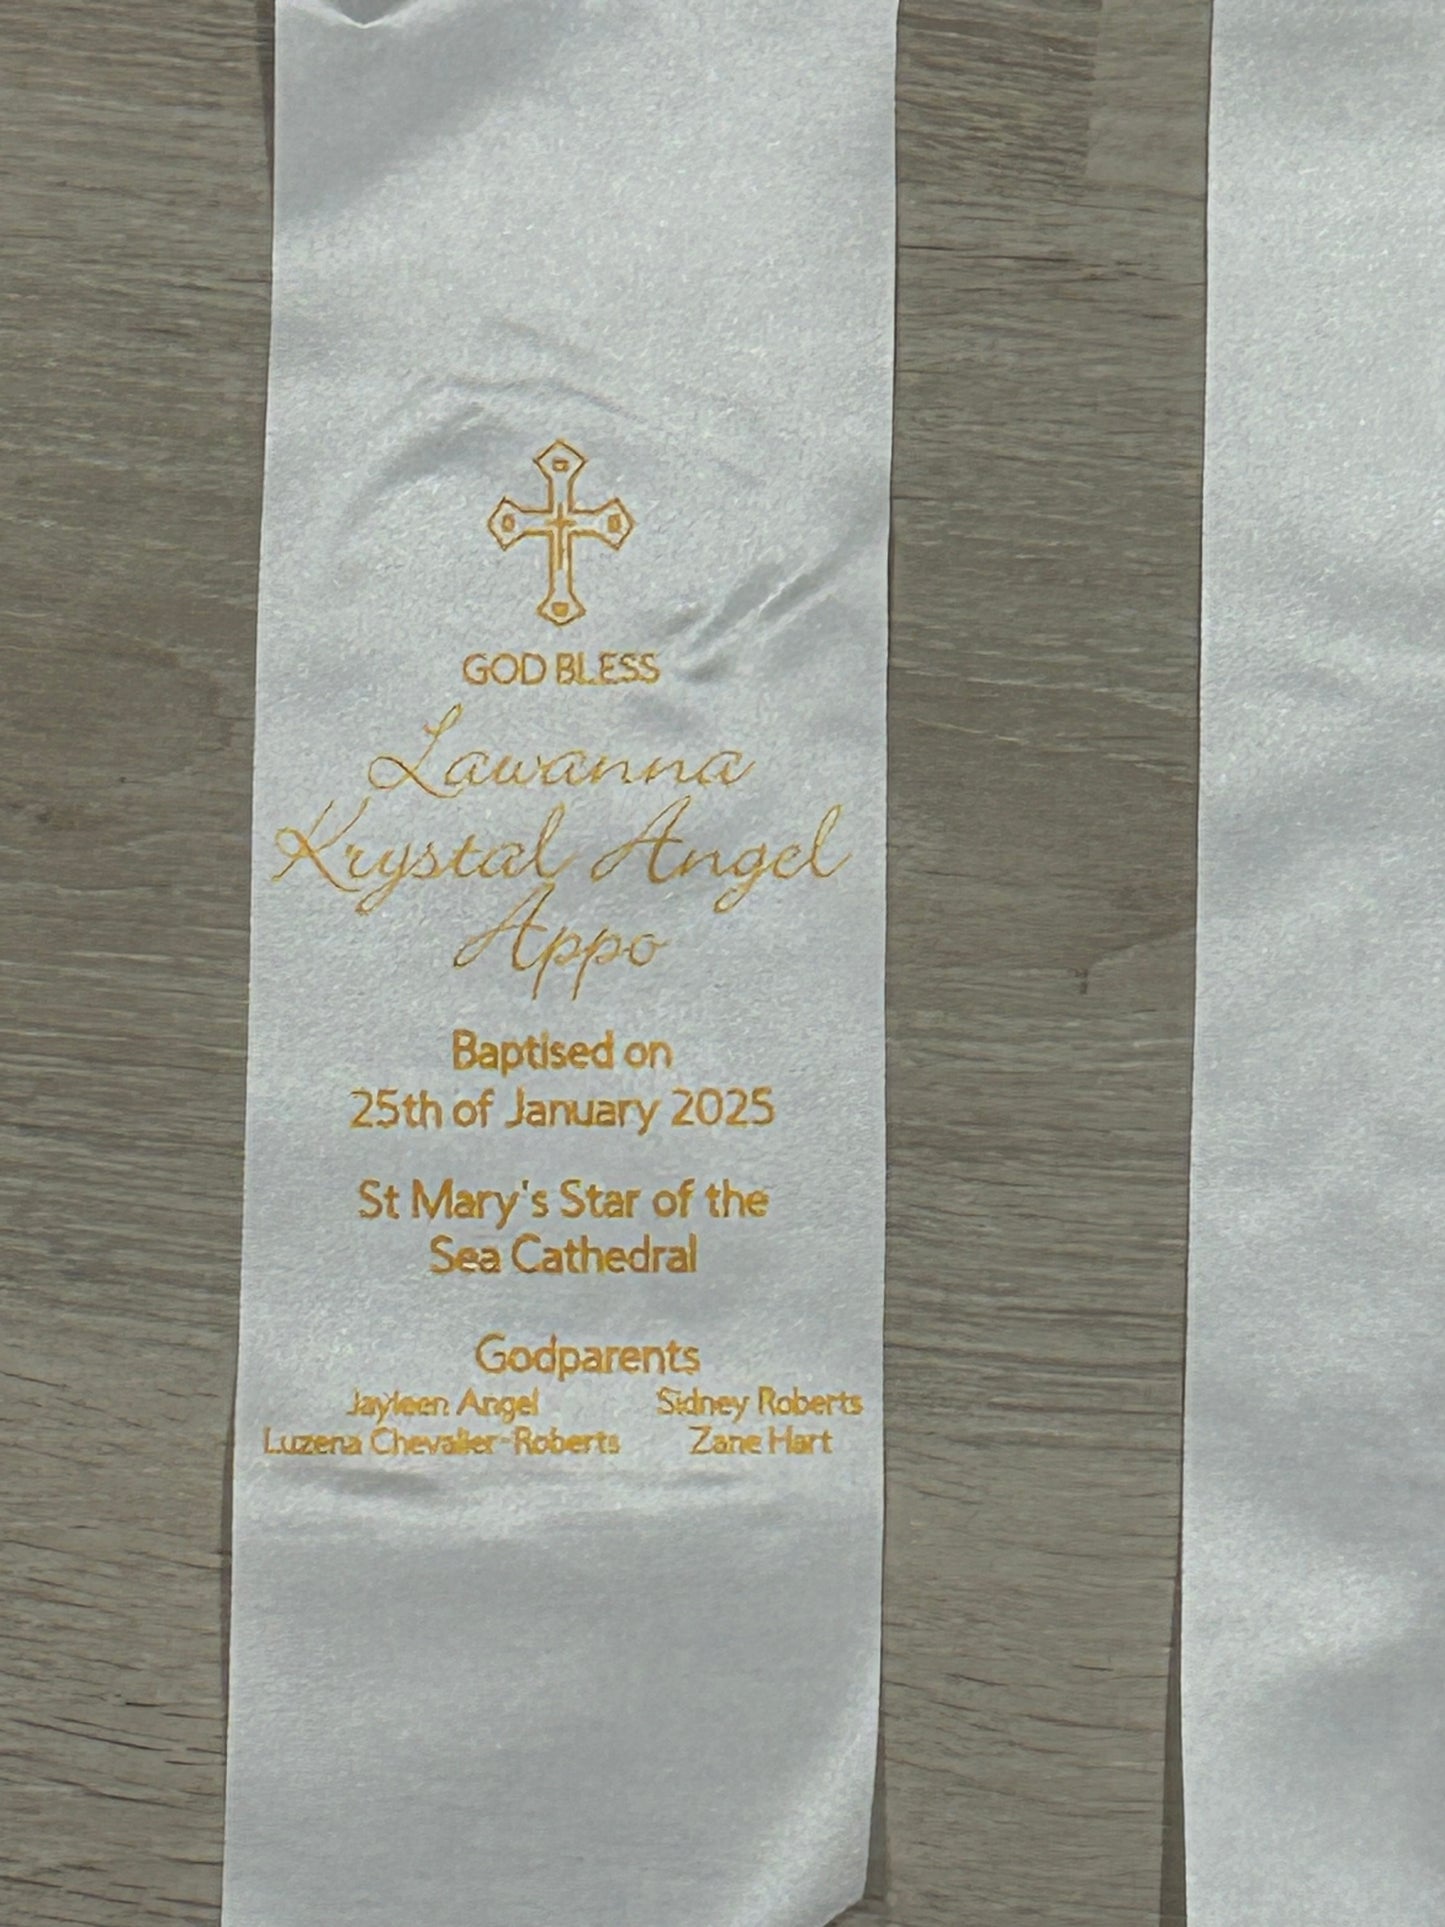 GOD BLESS
Lawanna
Krystal Angel
Appo
Baptised on
25th of January 2025
St Mary's Star of the
Sea Cathedral
Godparents
Jayleen Angel Sidney Roberts
Luzena Chevalier-Roberts Zane Hart